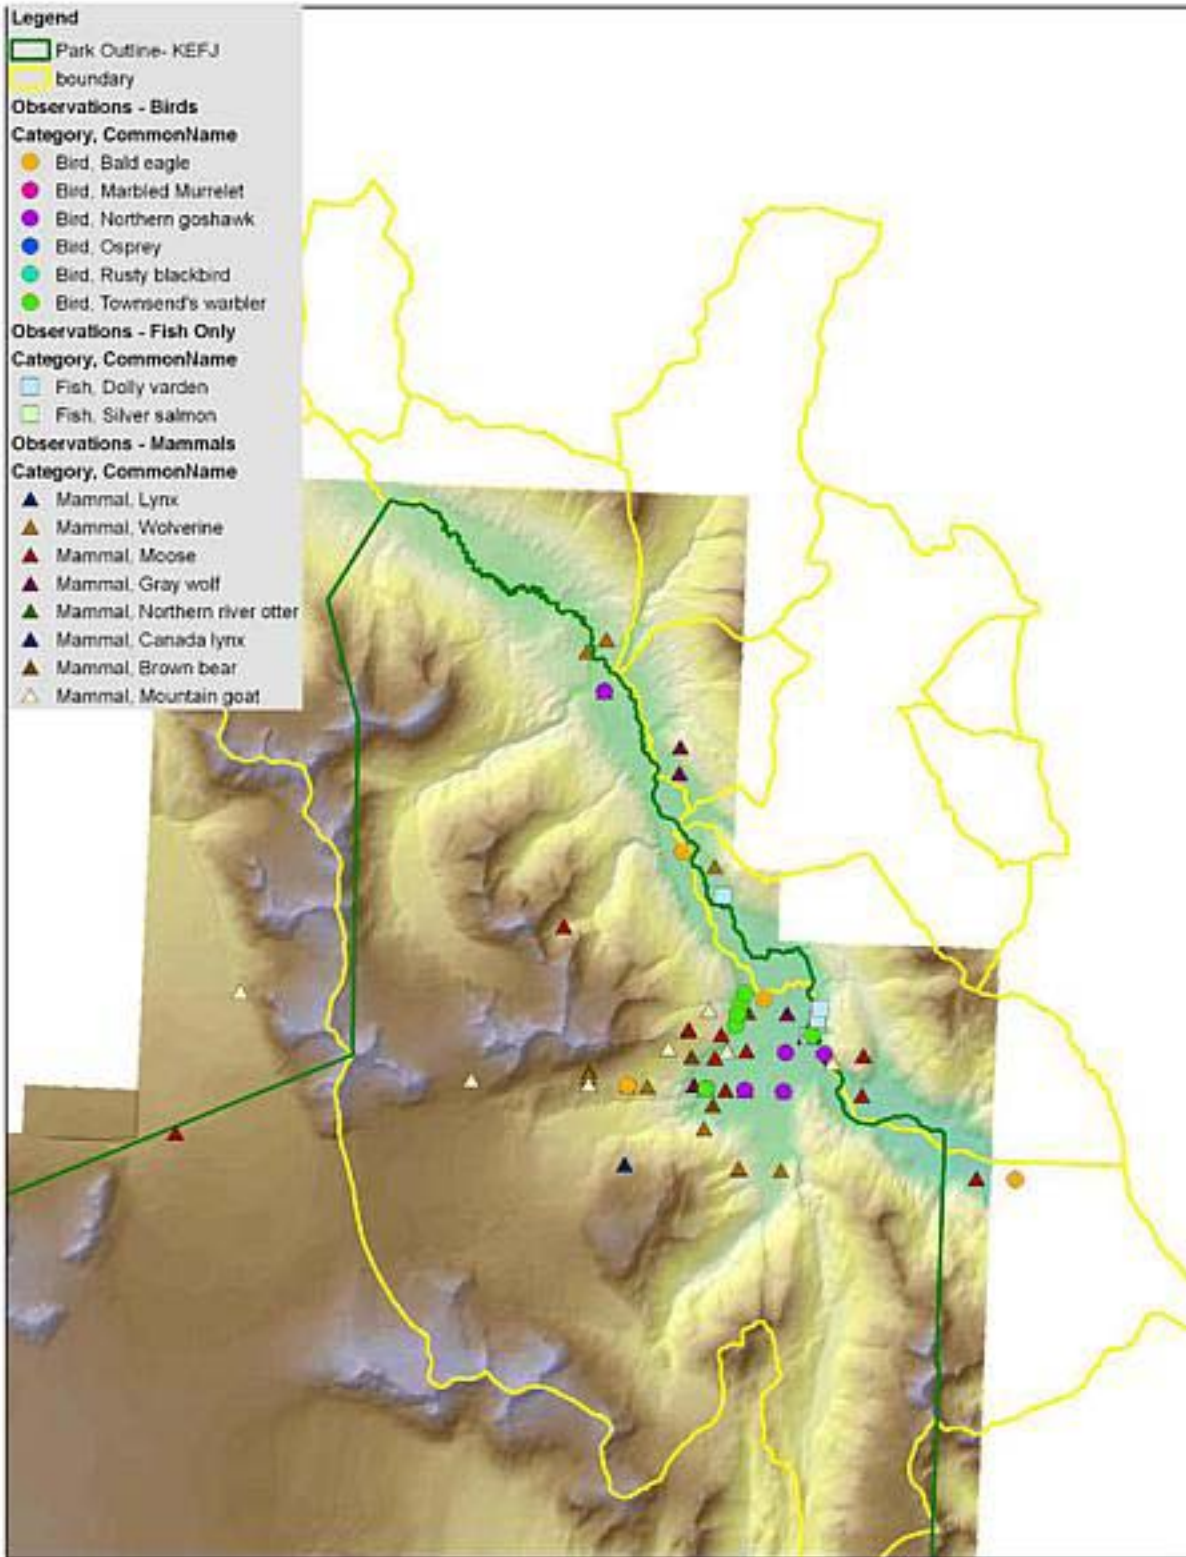 Legend
Park Outline- KEFJ
boundary
Observations - Birds
Category, CommonName
Bird, Bald eagle
Bird, Marbled Murrelet
Bird, Northern goshawk
Bird, Osprey
Bird, Rusty blackbird
Bird, Townsend's warbler
Observations - Fish Only
Category, CommonName
Fish, Dolly varden
Fish, Silver salmon
Observations - Mammals
Category, CommonName
Mammal, Lynx
Mammal, Wolverine
Mammal, Moose
Mammal, Gray wolf
Mammal, Northern river otter
Mammal, Canada lynx
Mammal, Brown bear
Mammal, Mountain goat